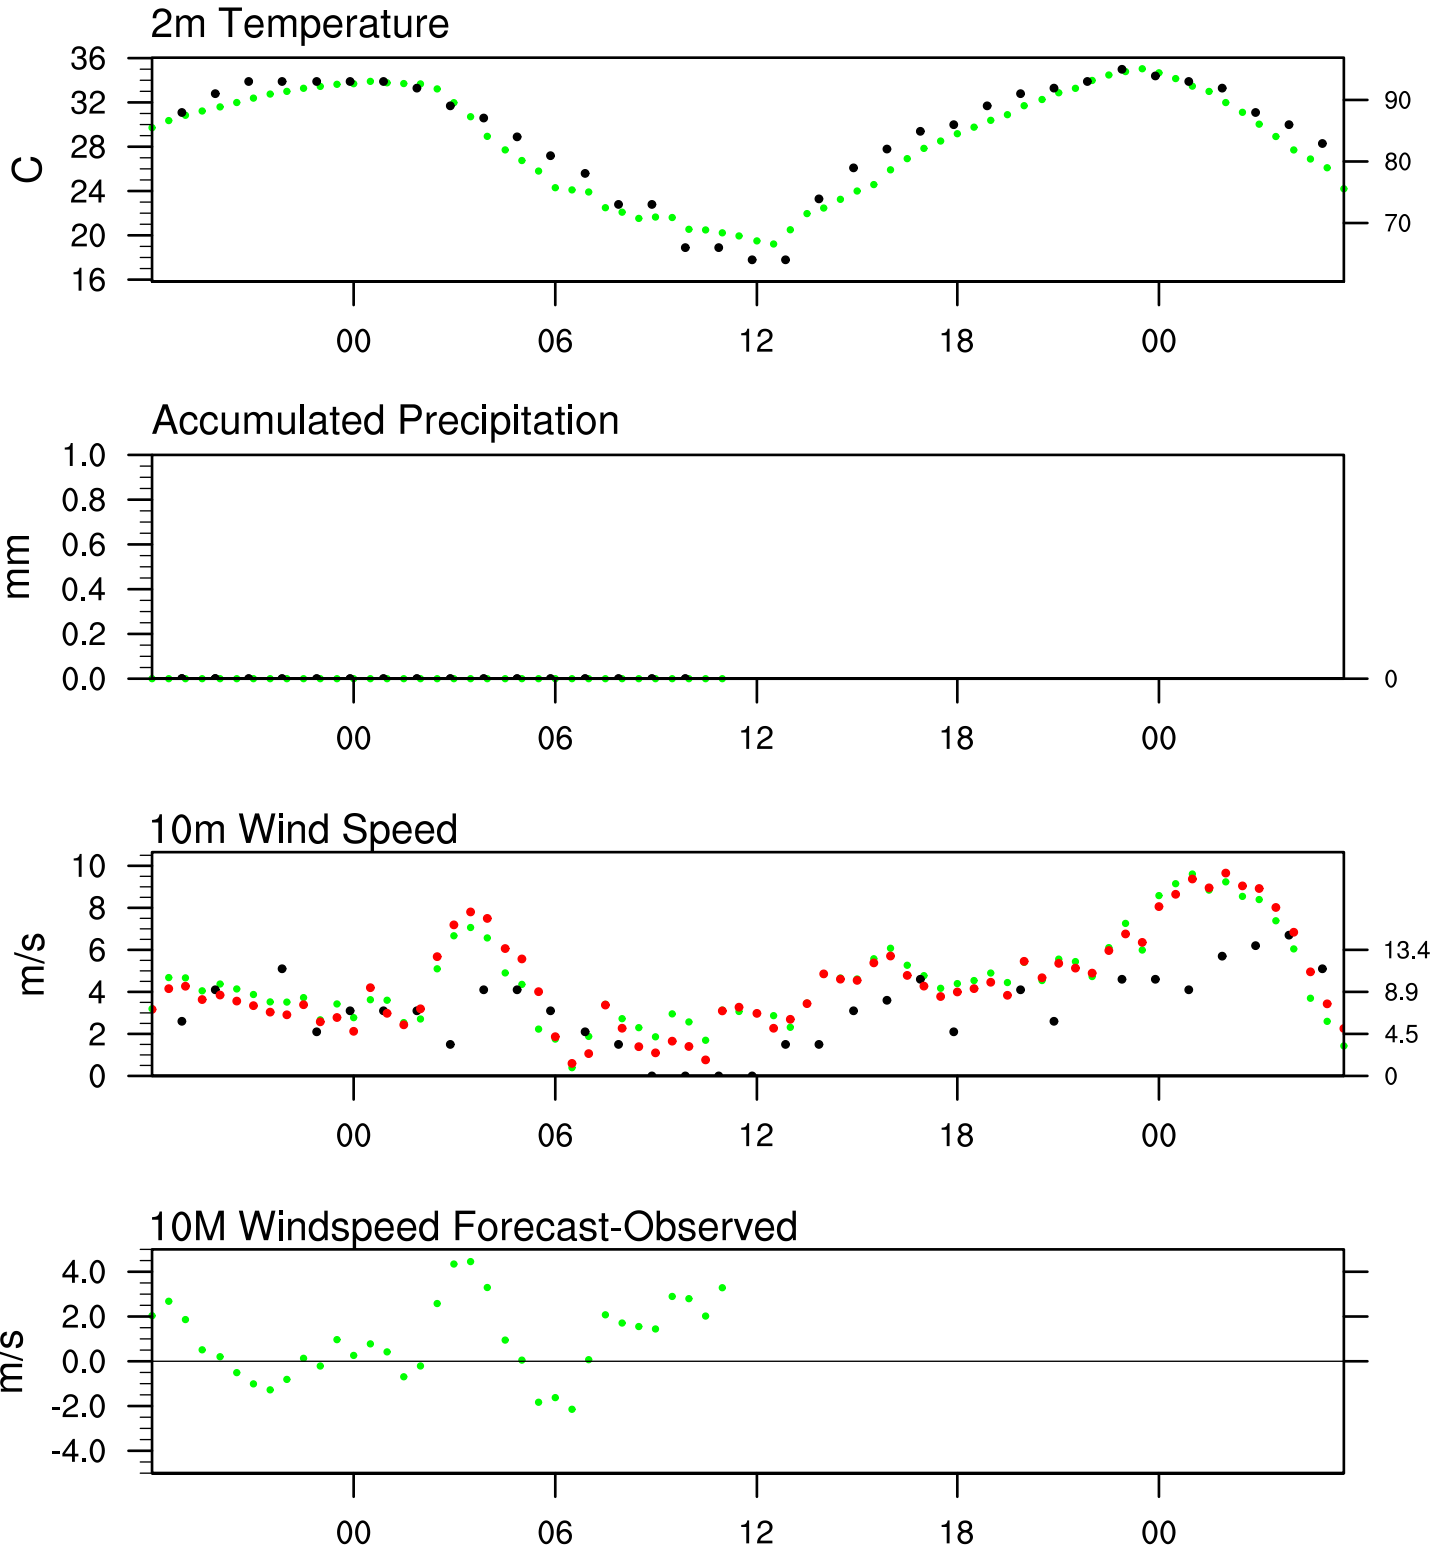 2m Temperature
36
32
28
24
20
16
C
90
80
70
00 06 12 18 00
Accumulated Precipitation
1.0
0.8
0.6
0.4
0.2
0.0
mm
0
00 06 12 18 00
10m Wind Speed
10
8
6
4
2
0
m/s
13.4
8.9
4.5
0
00 06 12 18 00
10M Windspeed Forecast-Observed
4.0
2.0
0.0
-2.0
-4.0
m/s
00 06 12 18 00